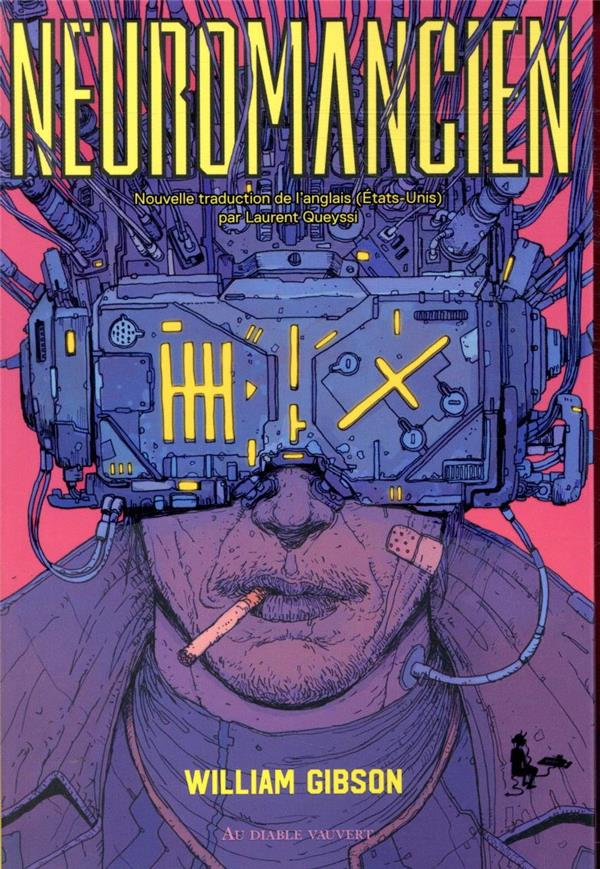 NEUROMANCIEN
Nouvelle traduction de l'anglais (États-Unis)
par Laurent Queyssi
WILLIAM GIBSON
AU DIABLE VAUVERT